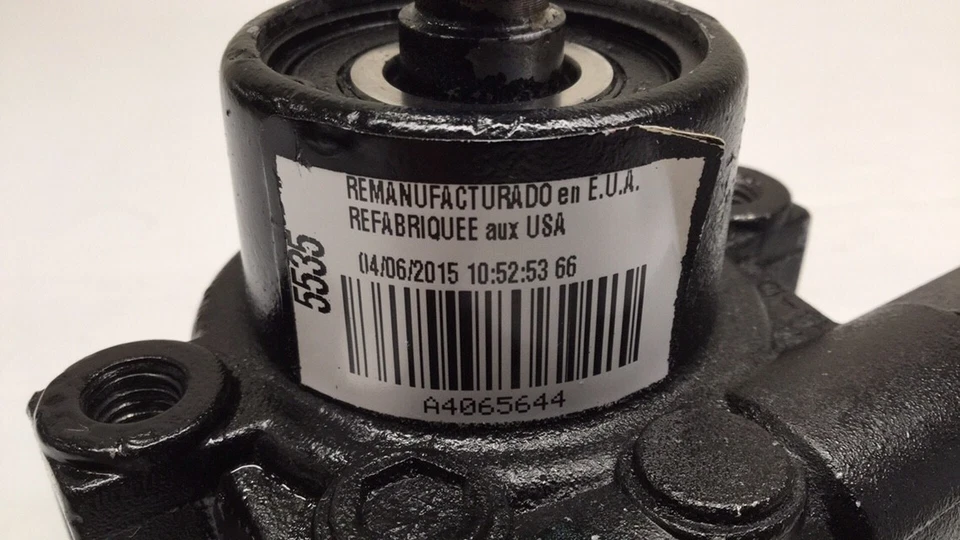 REMANUFACTURADO en E.U.A.
REFABRIQUEE aux USA
04/06/2015 10:52:53 66
5535
A4065644